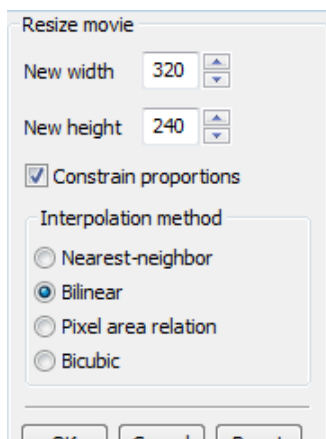 Resize movie
New width 320
New height 240
Constrain proportions
Interpolation method
Nearest-neighbor
Bilinear
Pixel area relation
Bicubic